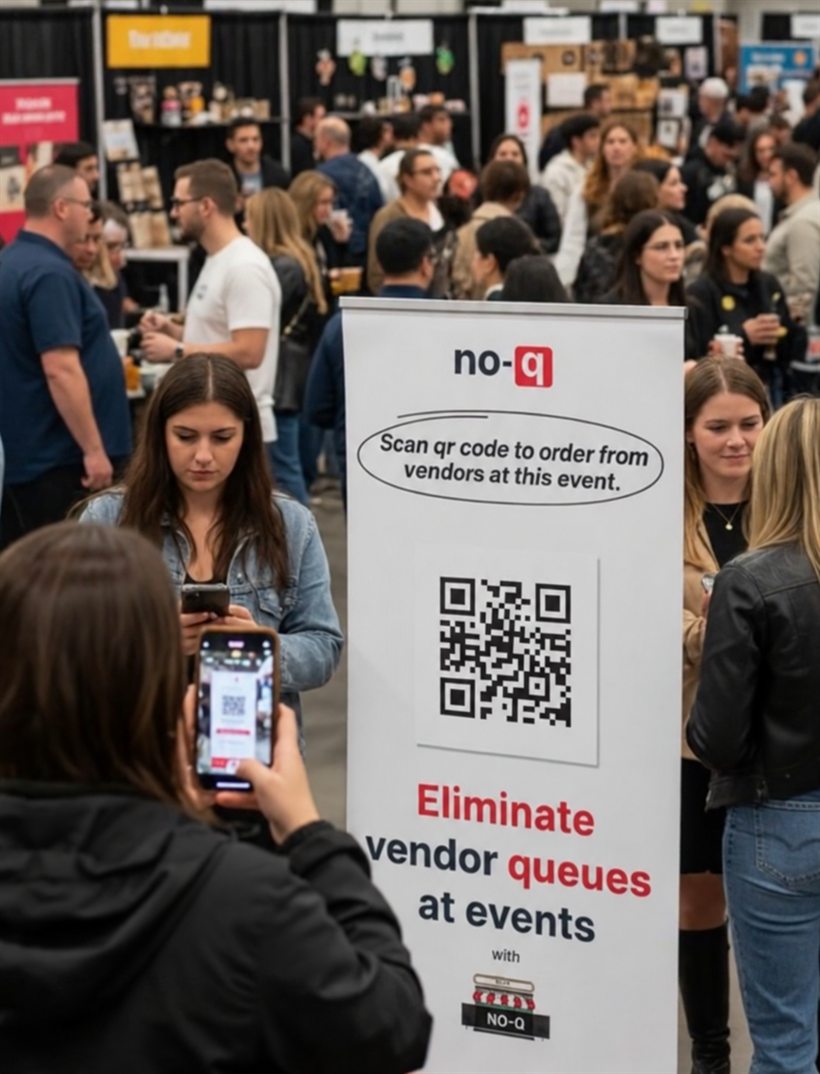 no-q
Scan qr code to order from
vendors at this event.
Eliminate
vendor queues
at events
with
NO-Q